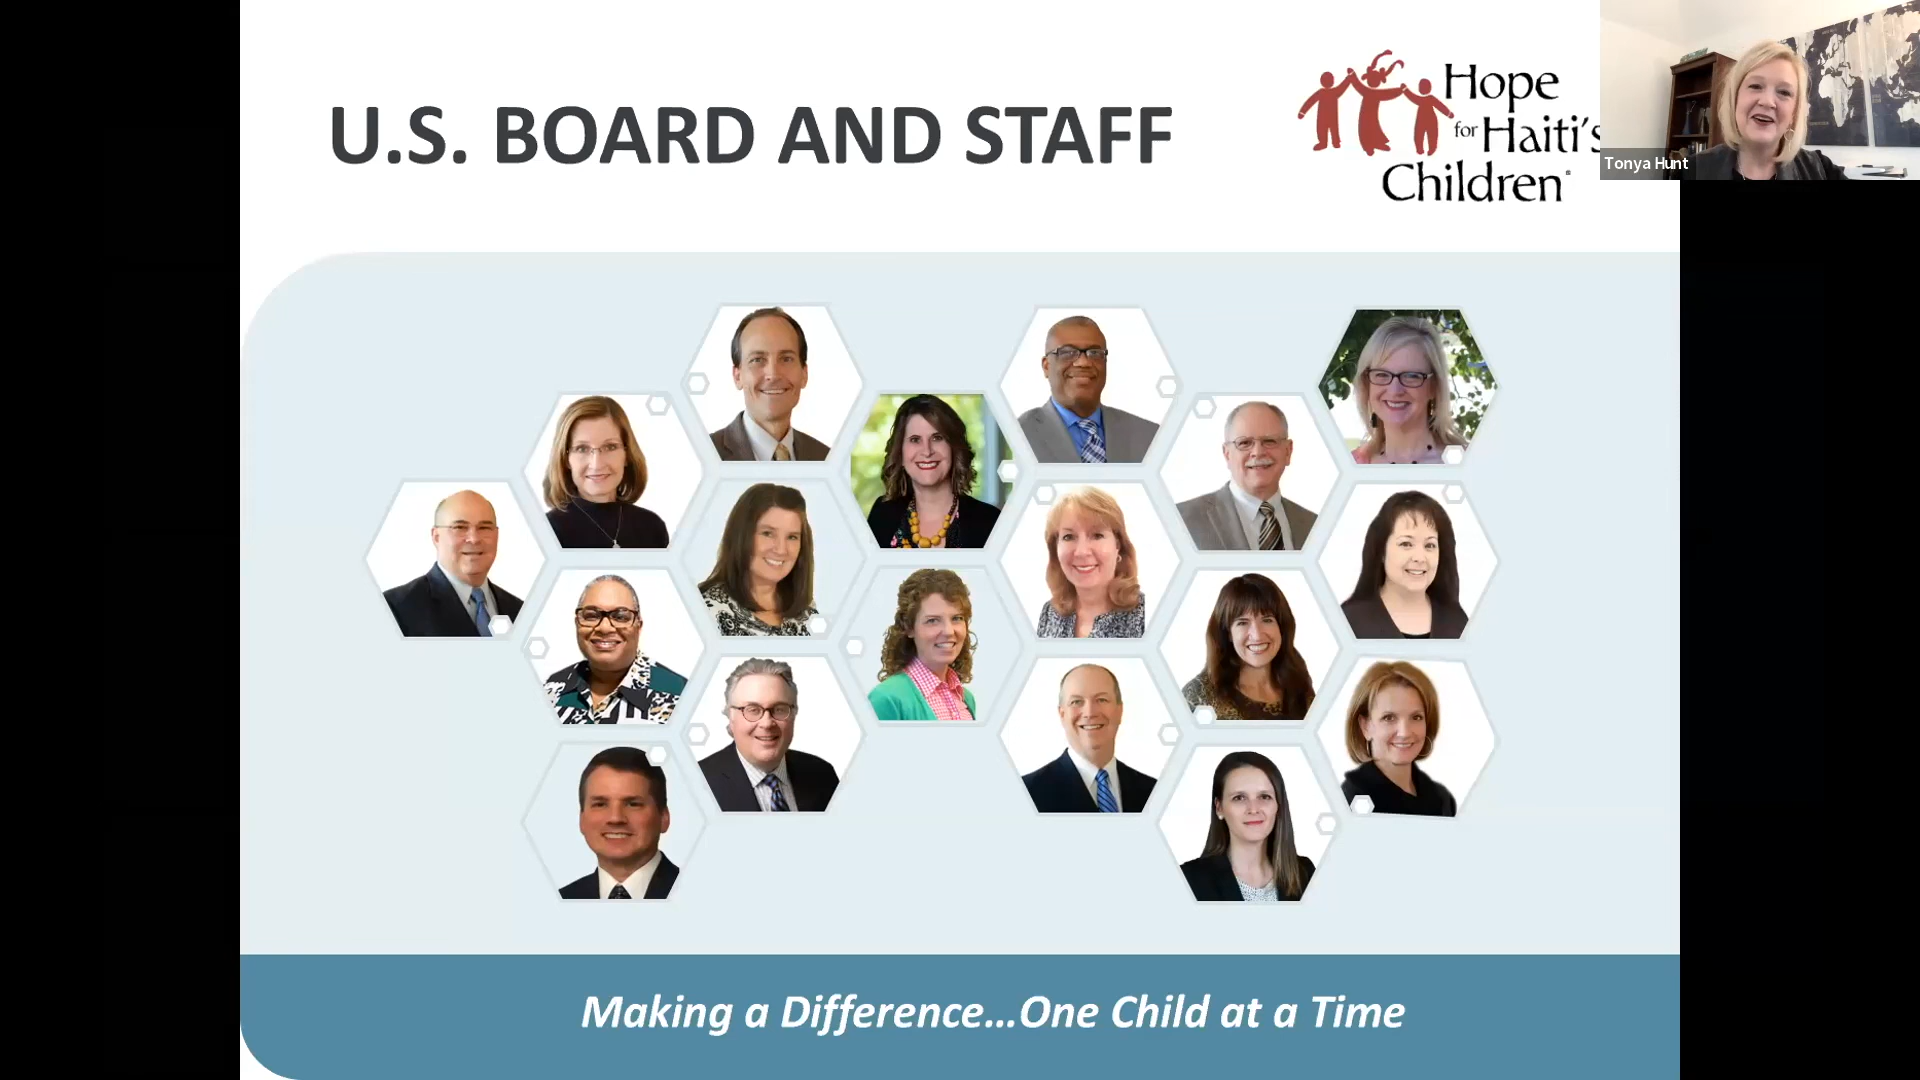 U.S. BOARD AND STAFF
Hope
for Haiti's
Children
Tonya Hunt
Making a Difference...One Child at a Time